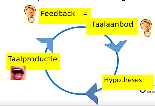 Feedback =
Taalaanbod
Taalproductie
Hypotheses